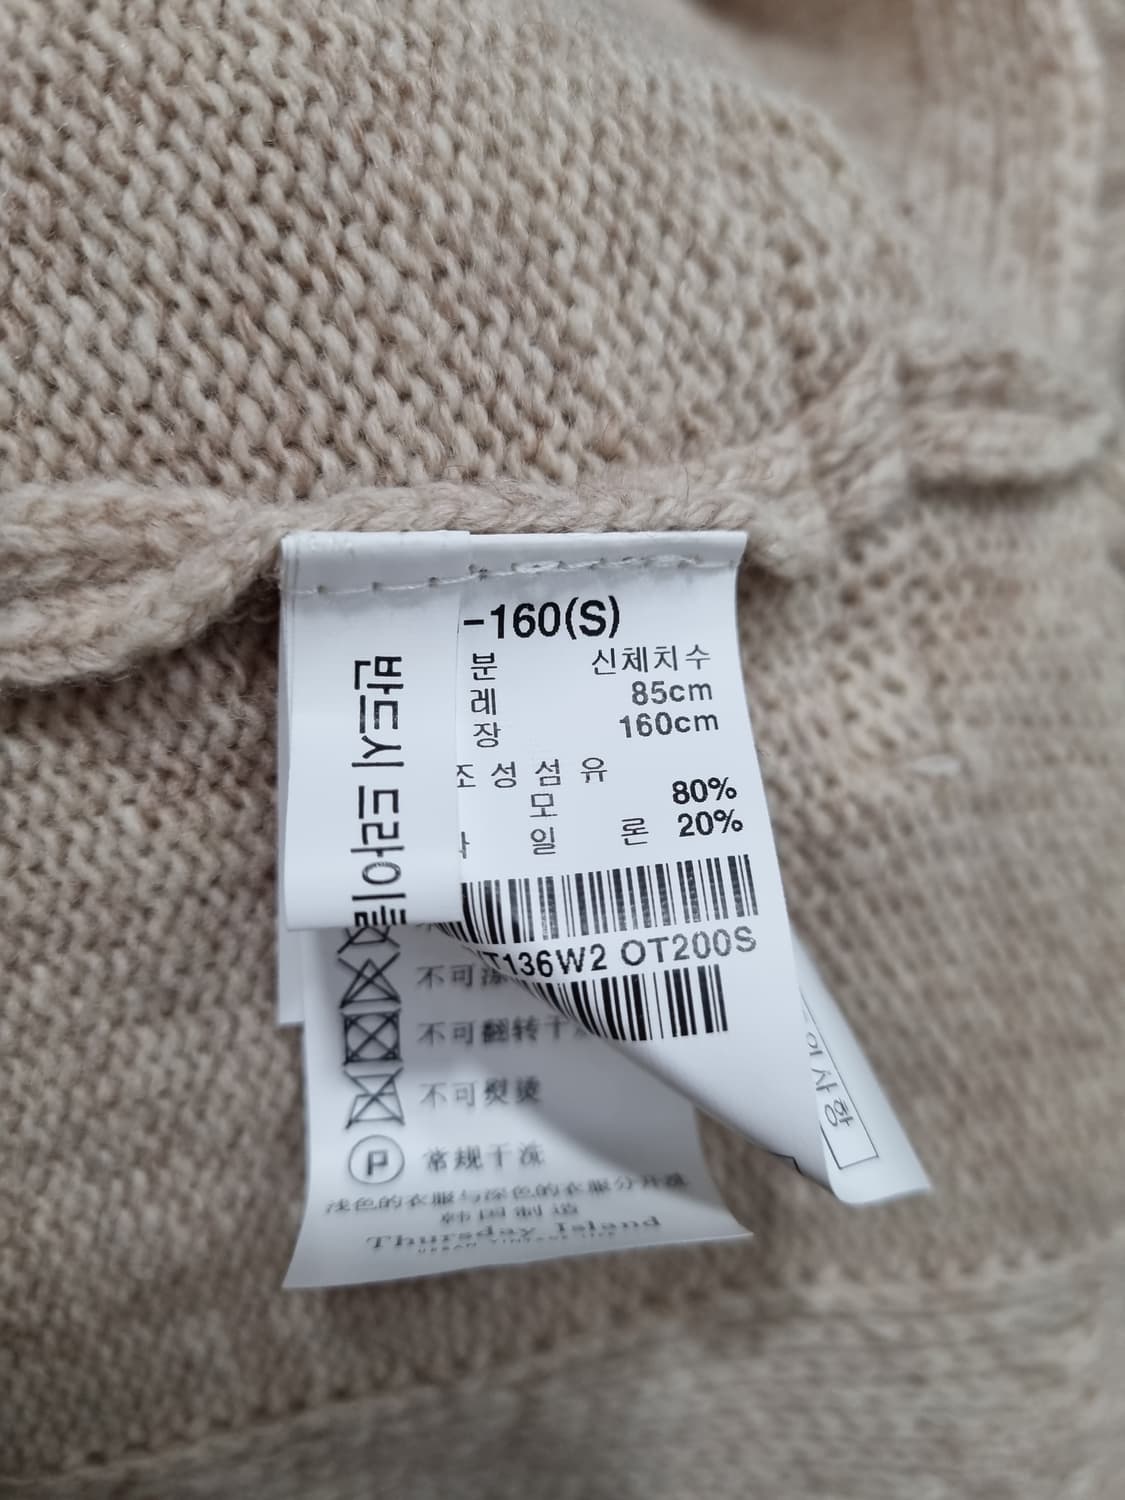 -160(S)
분 신체치수
레 85cm
장 160cm
조성섬유
모 80%
일 론 20%
T136W2 OT200S
반드시 드라이
不可
不可翻转干
不可熨烫
P 常规干洗
浅色的衣服与深色的衣服分开洗
韩国制造
Thursday Island
의사항